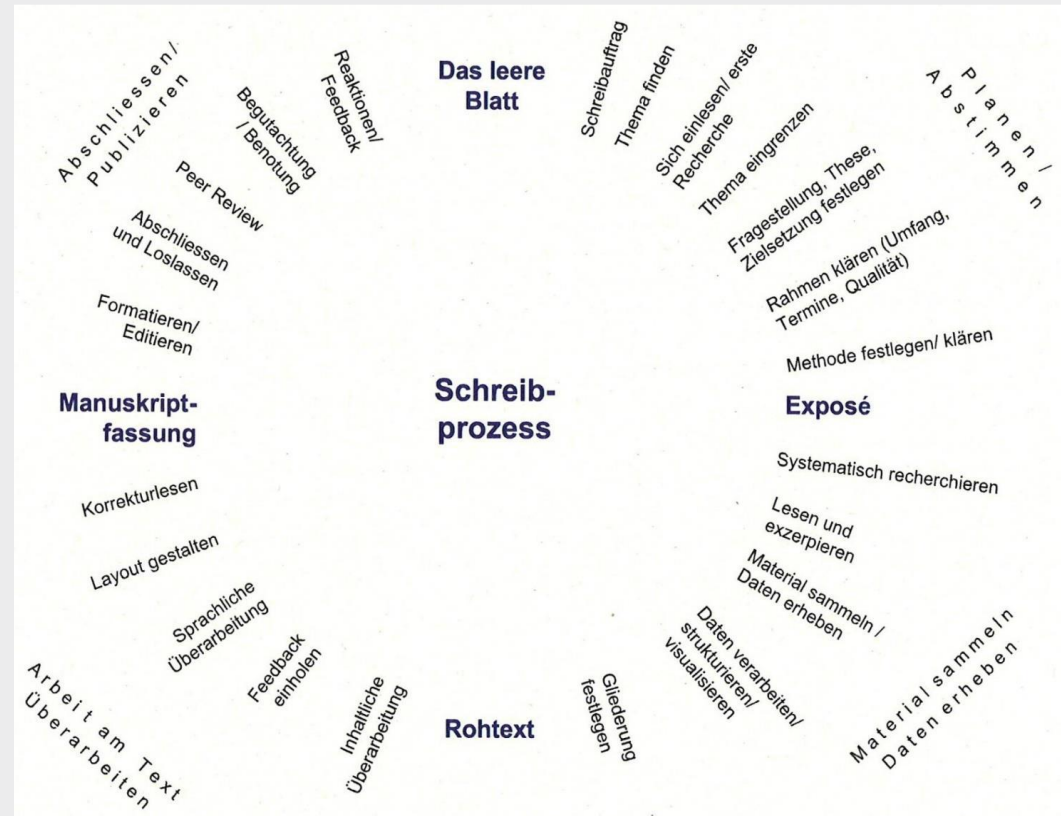 Das leere
Blatt
Schreibauftrag
Thema finden
Sich einlesen/ erste
Recherche
Thema eingrenzen
Fragestellung, These,
Zielsetzung festlegen
Rahmen klären (Umfang,
Termine, Qualität)
Methode festlegen/ klären
Planen /
Abstimmen
Exposé
Systematisch recherchieren
Lesen und
exzerpieren
Material sammeln /
Daten erheben
Daten verarbeiten/
strukturieren/
visualisieren
Gliederung
festlegen
Material sammeln
Daten erheben
Rohtext
Inhaltliche
Überarbeitung
Feedback
einholen
Sprachliche
Überarbeitung
Layout gestalten
Korrekturlesen
Arbeit am Text
Überarbeiten
Manuskript-
fassung
Formatieren/
Editieren
Abschliessen
und Loslassen
Peer Review
Begutachtung
/ Benotung
Reaktionen/
Feedback
Abschliessen/
Publizieren
Schreib-
prozess